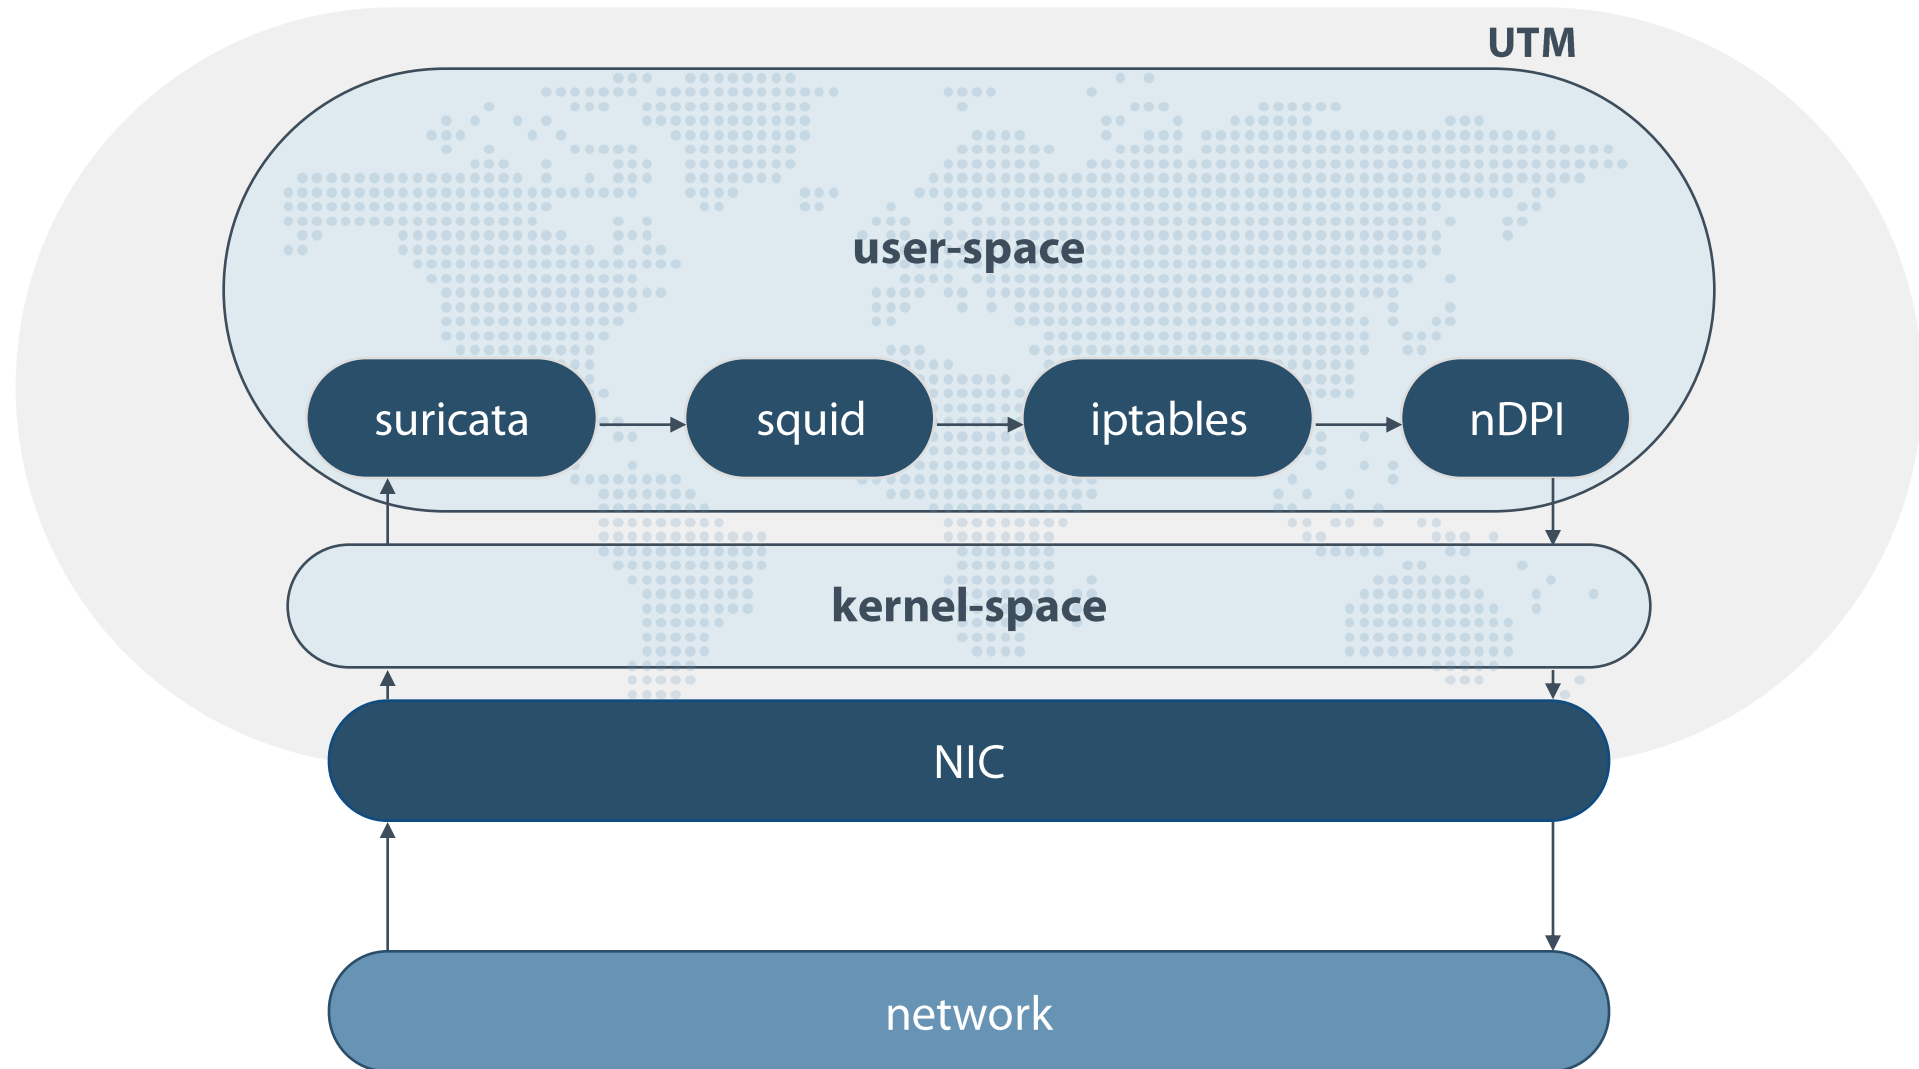 UTM
user-space
suricata
squid
iptables
nDPI
kernel-space
NIC
network